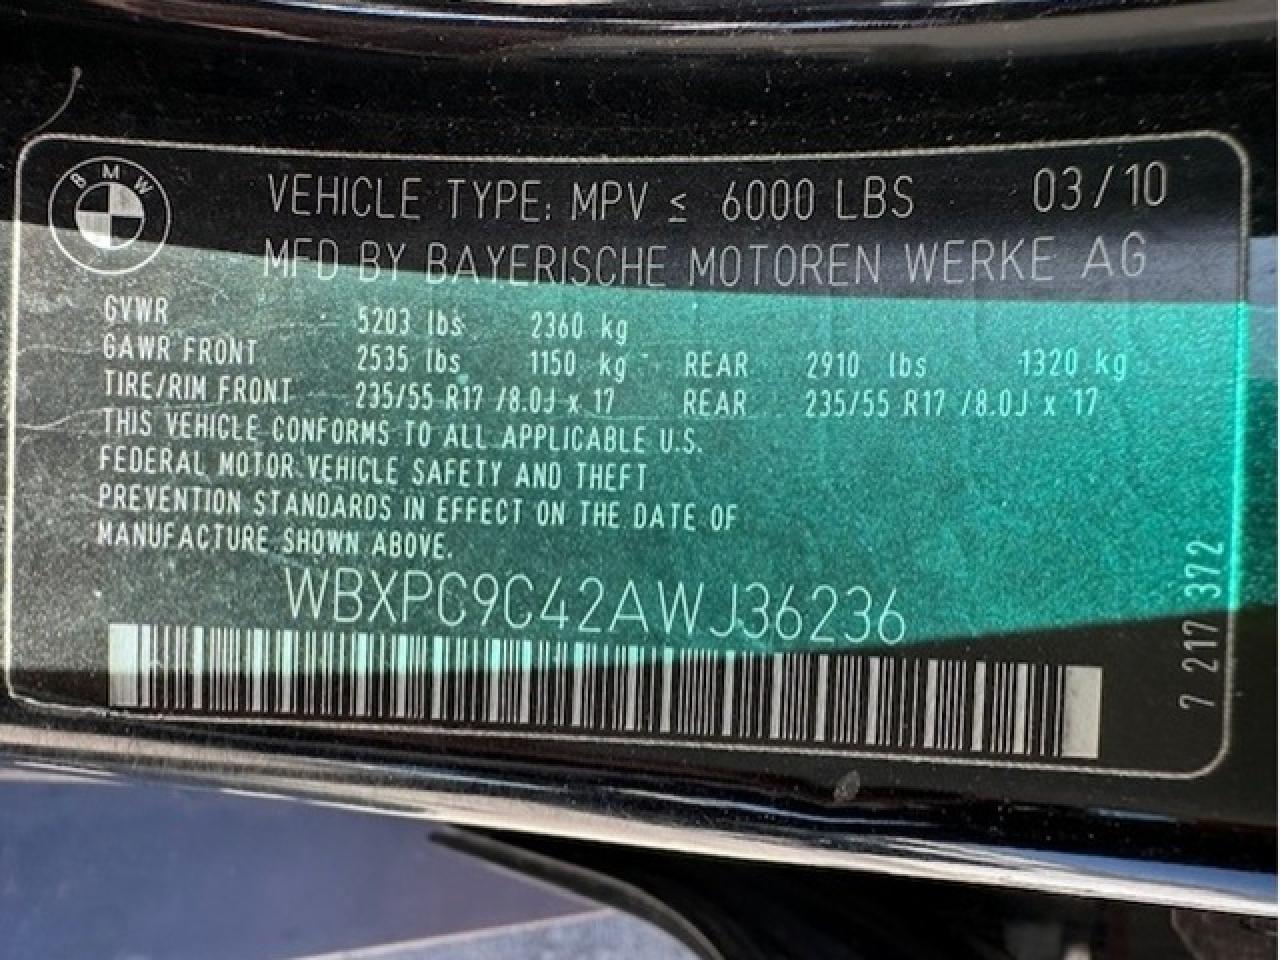 BMW
VEHICLE TYPE: MPV ≤ 6000 LBS 03/10
MFD BY BAYERISCHE MOTOREN WERKE AG
GVWR 5203 lbs 2360 kg
GAWR FRONT 2535 lbs 1150 kg REAR 2910 lbs 1320 kg
TIRE/RIM FRONT 235/55 R17 /8.0J x 17 REAR 235/55 R17 /8.0J x 17
THIS VEHICLE CONFORMS TO ALL APPLICABLE U.S.
FEDERAL MOTOR VEHICLE SAFETY AND THEFT
PREVENTION STANDARDS IN EFFECT ON THE DATE OF
MANUFACTURE SHOWN ABOVE.
WBXPC9C42AWJ36236
7 217 372